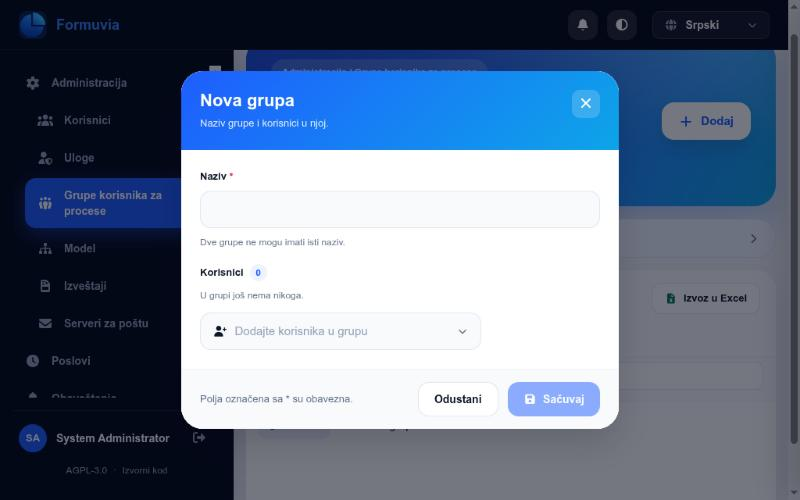 Formuvia
Srpski
Administracija
Korisnici
Uloge
Grupe korisnika za
procese
Model
Izveštaji
Serveri za poštu
Poslovi
SA
System Administrator
AGPL-3.0 · Izvorni kod
Dodaj
Izvoz u Excel
Nova grupa
Naziv grupe i korisnici u njoj.
Naziv *
Dve grupe ne mogu imati isti naziv.
Korisnici 0
U grupi još nema nikoga.
Dodajte korisnika u grupu
Polja označena sa * su obavezna.
Odustani
Sačuvaj